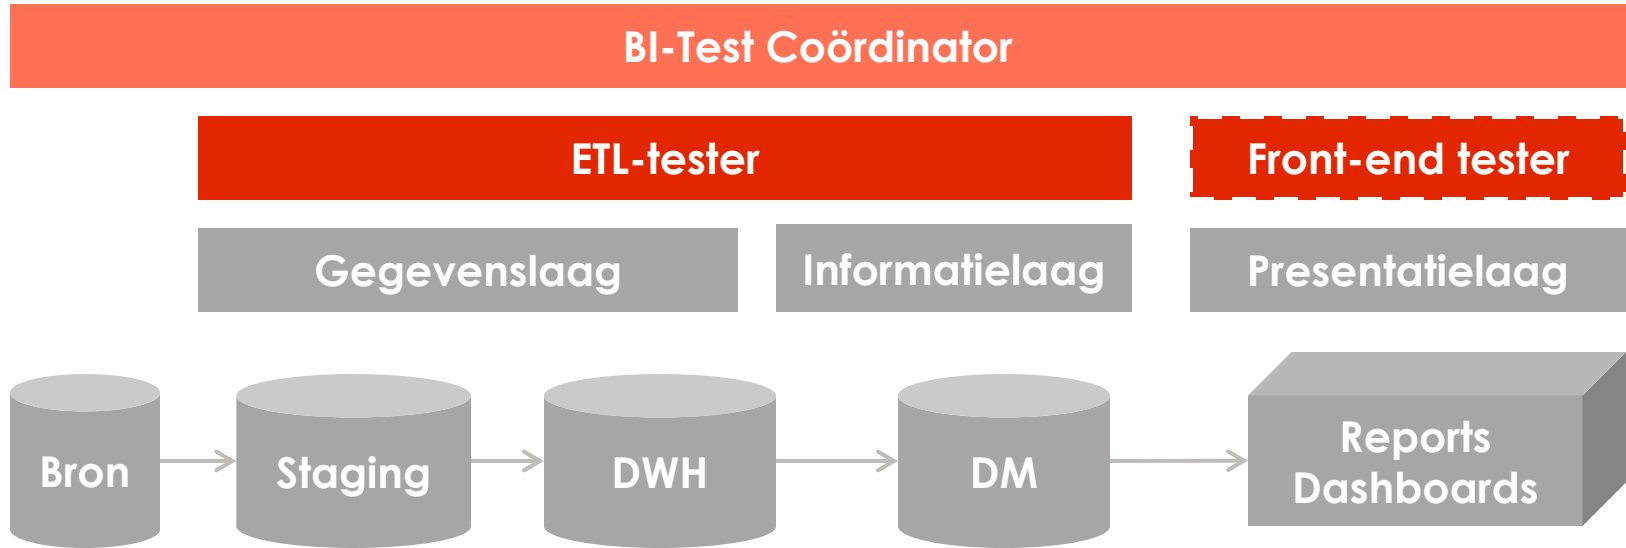 BI-Test Coördinator
ETL-tester
Front-end tester
Gegevenslaag
Informatielaag
Presentatielaag
Bron
Staging
DWH
DM
Reports
Dashboards